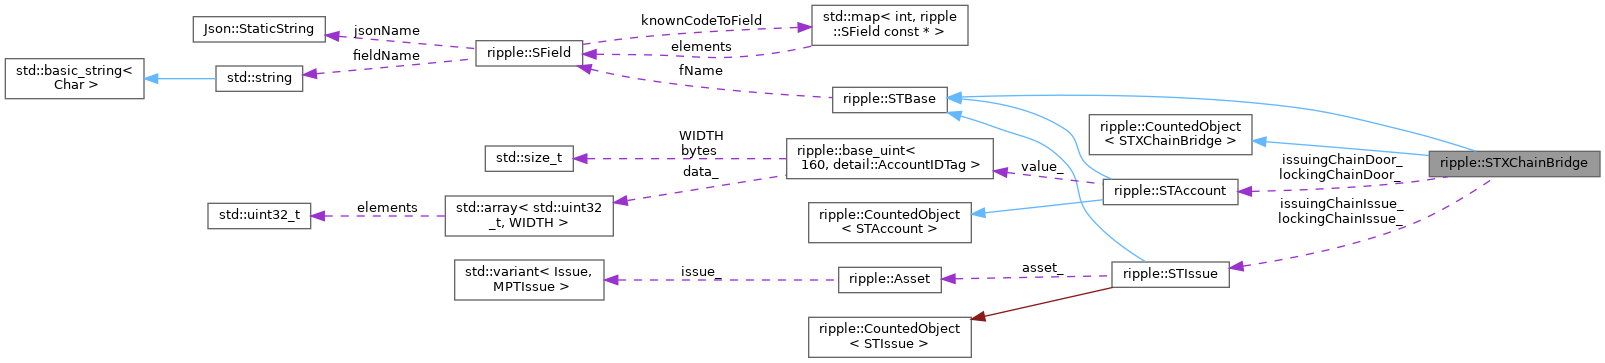 Json::StaticString
jsonName
knownCodeToField
std::map< int, ripple
::SField const * >
ripple::SField
elements
fieldName
std::basic_string<
Char >
std::string
fName
ripple::STBase
ripple::CountedObject
< STXChainBridge >
WIDTH
bytes
std::size_t
ripple::base_uint<
160, detail::AccountIDTag >
value_
issuingChainDoor_
lockingChainDoor_
ripple::STXChainBridge
data_
ripple::STAccount
std::uint32_t
elements
std::array< std::uint32
_t, WIDTH >
ripple::CountedObject
< STAccount >
issuingChainIssue_
lockingChainIssue_
std::variant< Issue,
MPTIssue >
issue_
ripple::Asset
asset_
ripple::STIssue
ripple::CountedObject
< STIssue >